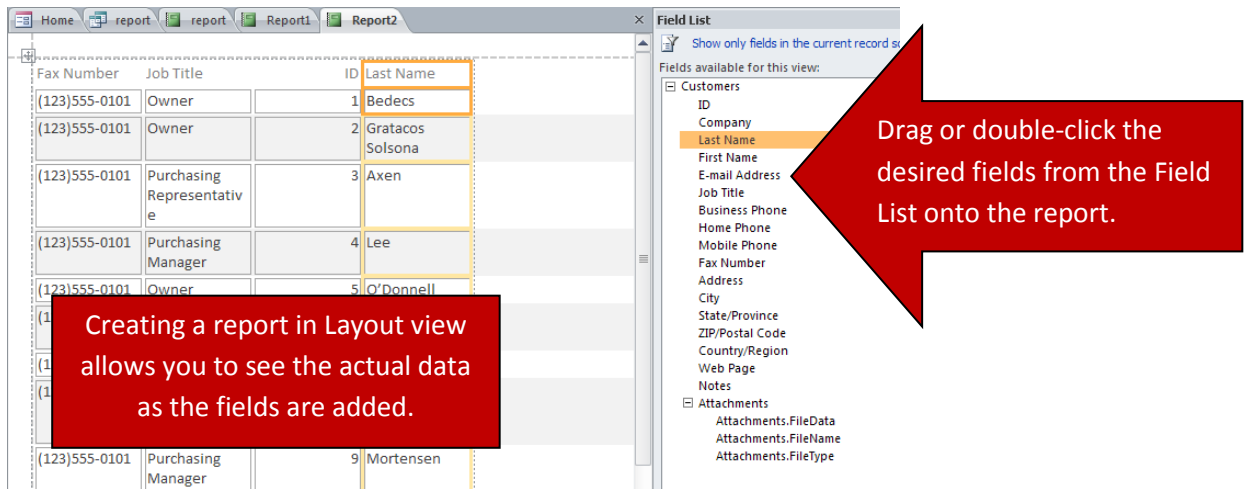 Home report report Report1 Report2
Fax Number Job Title ID Last Name
(123)555-0101 Owner 1 Bedecs
(123)555-0101 Owner 2 Gratacos
Solsona
(123)555-0101 Purchasing 3 Axen
Representativ
e
(123)555-0101 Purchasing 4 Lee
Manager
(123)555-0101 Owner 5 O'Donnell
(1
(1
(1
(123)555-0101 Purchasing 9 Mortensen
Manager
Creating a report in Layout view
allows you to see the actual data
as the fields are added.
Field List
Show only fields in the current record so
Fields available for this view:
Customers
ID
Company
Last Name
First Name
E-mail Address
Job Title
Business Phone
Home Phone
Mobile Phone
Fax Number
Address
City
State/Province
ZIP/Postal Code
Country/Region
Web Page
Notes
Attachments
Attachments.FileData
Attachments.FileName
Attachments.FileType
Drag or double-click the
desired fields from the Field
List onto the report.